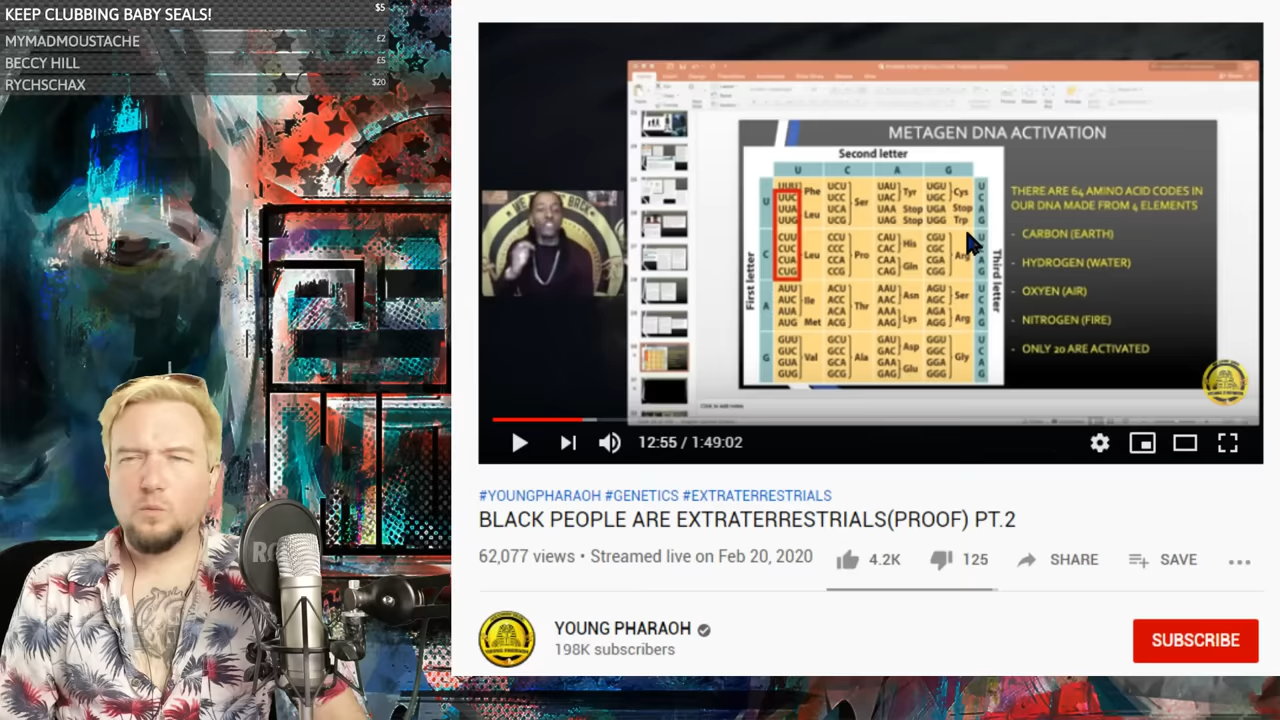 KEEP CLUBBING BABY SEALS! $5
MYMADMOUSTACHE £2
BECCY HILL £5
RYCHSCHAX $20
METAGEN DNA ACTIVATION
Second letter
U C A G
First letter
Third letter
U
UUU
UUC
UUA
UUG
Phe
Leu
UCU
UCC
UCA
UCG
Ser
UAU
UAC
UAA Stop
UAG Stop
Tyr
UGU
UGC
UGA Stop
UGG Trp
Cys
U
C
A
G
C
CUU
CUC
CUA
CUG
Leu
CCU
CCC
CCA
CCG
Pro
CAU
CAC
CAA
CAG
His
Gln
CGU
CGC
CGA
CGG
A
AUU
AUC
AUA
AUG
Ile
Met
ACU
ACC
ACA
ACG
Thr
AAU
AAC
AAA
AAG
Asn
Lys
AGU
AGC
AGA
AGG
Ser
Arg
U
C
A
G
G
GUU
GUC
GUA
GUG
Val
GCU
GCC
GCA
GCG
Ala
GAU
GAC
GAA
GAG
Asp
Glu
GGU
GGC
GGA
GGG
Gly
U
C
A
G
THERE ARE 64 AMINO ACID CODES IN
OUR DNA MADE FROM 4 ELEMENTS
- CARBON (EARTH)
- HYDROGEN (WATER)
- OXYEN (AIR)
- NITROGEN (FIRE)
- ONLY 20 ARE ACTIVATED
Click to add notes
12:55 / 1:49:02
#YOUNGPHARAOH #GENETICS #EXTRATERRESTRIALS
BLACK PEOPLE ARE EXTRATERRESTRIALS(PROOF) PT.2
62,077 views • Streamed live on Feb 20, 2020 4.2K 125 SHARE SAVE
YOUNG PHARAOH
198K subscribers
SUBSCRIBE